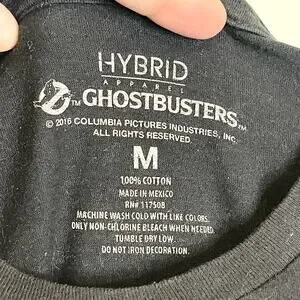 HYBRID
APPAREL
GHOSTBUSTERS™
© 2016 COLUMBIA PICTURES INDUSTRIES, INC.
ALL RIGHTS RESERVED.
M
100% COTTON
MADE IN MEXICO
RN# 117508
MACHINE WASH COLD WITH LIKE COLORS.
ONLY NON-CHLORINE BLEACH WHEN NEEDED.
TUMBLE DRY LOW.
DO NOT IRON DECORATION.